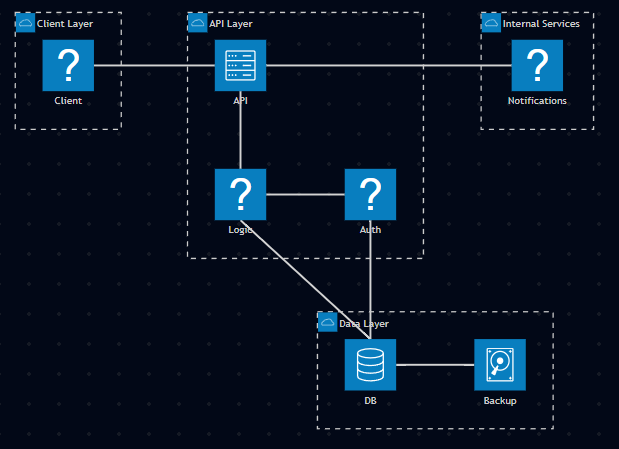 Client Layer
API Layer
Internal Services
?
?
Client
API
Notifications
?
?
Logic
Auth
Data Layer
DB
Backup